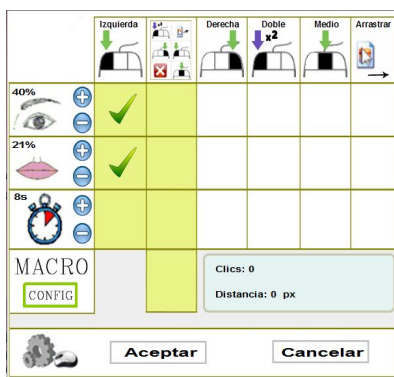 Izquierda Derecha Doble Medio Arrastrar
x2
40%
21%
8s
MACRO
CONFIG
Clics: 0
Distancia: 0 px
Aceptar Cancelar